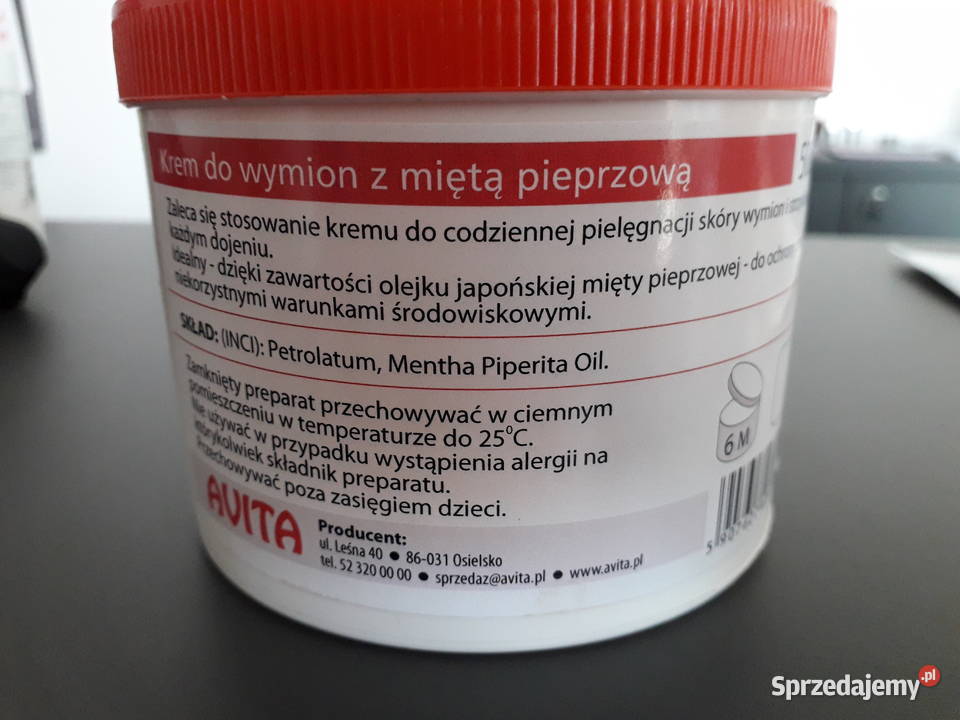 Krem do wymion z miętą pieprzową
Zaleca się stosowanie kremu do codziennej pielęgnacji skóry wymion i
każdym dojeniu.
Idealny - dzięki zawartości olejku japońskiej mięty pieprzowej - do ochrony
niekorzystnymi warunkami środowiskowymi.
SKŁAD: (INCI): Petrolatum, Mentha Piperita Oil.
Zamknięty preparat przechowywać w ciemnym
pomieszczeniu w temperaturze do 25°C.
Nie używać w przypadku wystąpienia alergii na
którykolwiek składnik preparatu.
Przechowywać poza zasięgiem dzieci.
6 M
AVITA
Producent:
ul. Leśna 40 ● 86-031 Osielsko
tel. 52 320 00 00 ● sprzedaz@avita.pl ● www.avita.pl
Sprzedajemy.pl